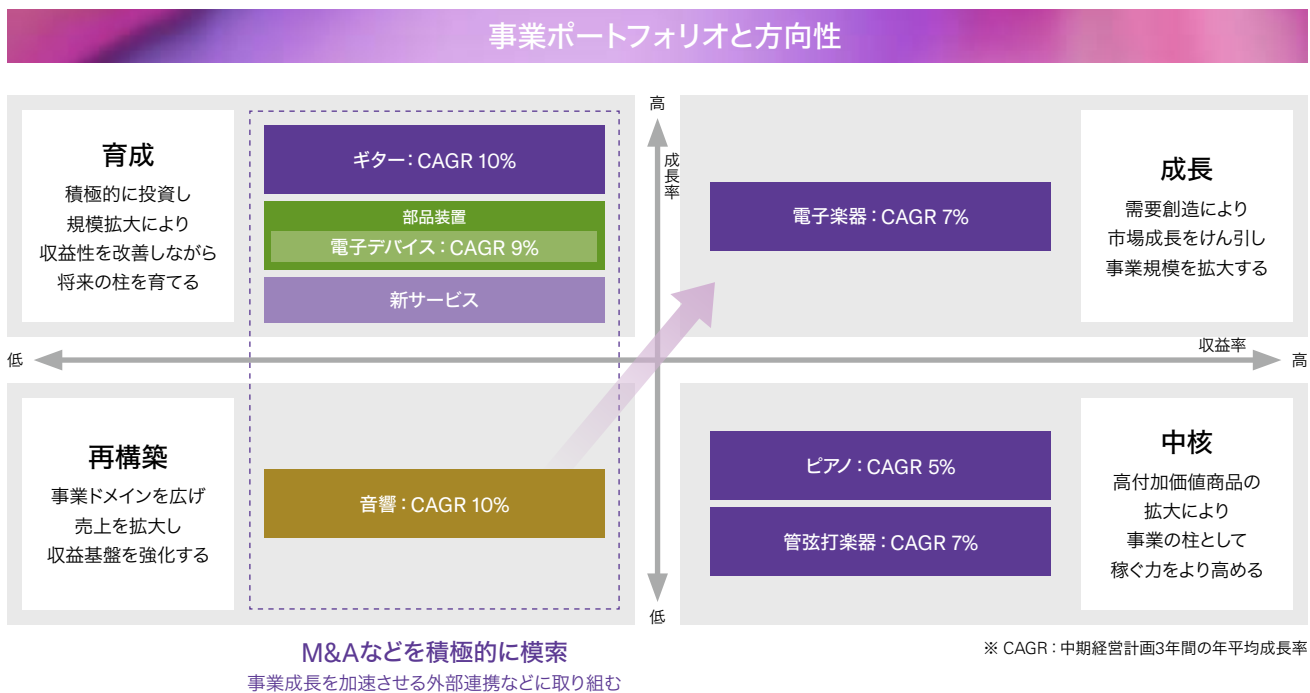 事業ポートフォリオと方向性
育成
積極的に投資し
規模拡大により
収益性を改善しながら
将来の柱を育てる
ギター：CAGR 10%
部品装置
電子デバイス：CAGR 9%
新サービス
高
成長率
電子楽器：CAGR 7%
成長
需要創造により
市場成長をけん引し
事業規模を拡大する
低
収益率
高
再構築
事業ドメインを広げ
売上を拡大し
収益基盤を強化する
音響：CAGR 10%
ピアノ：CAGR 5%
管弦打楽器：CAGR 7%
中核
高付加価値商品の
拡大により
事業の柱として
稼ぐ力をより高める
低
M&Aなどを積極的に模索
事業成長を加速させる外部連携などに取り組む
※ CAGR：中期経営計画3年間の年平均成長率